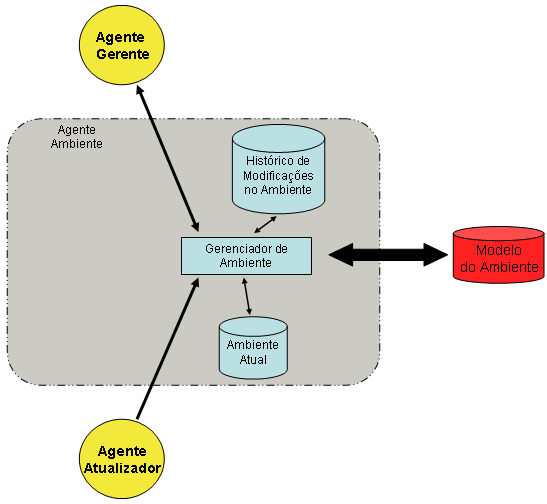 Agente
Gerente
Agente
Ambiente
Histórico de
Modificações
no Ambiente
Gerenciador de
Ambiente
Modelo
do Ambiente
Ambiente
Atual
Agente
Atualizador